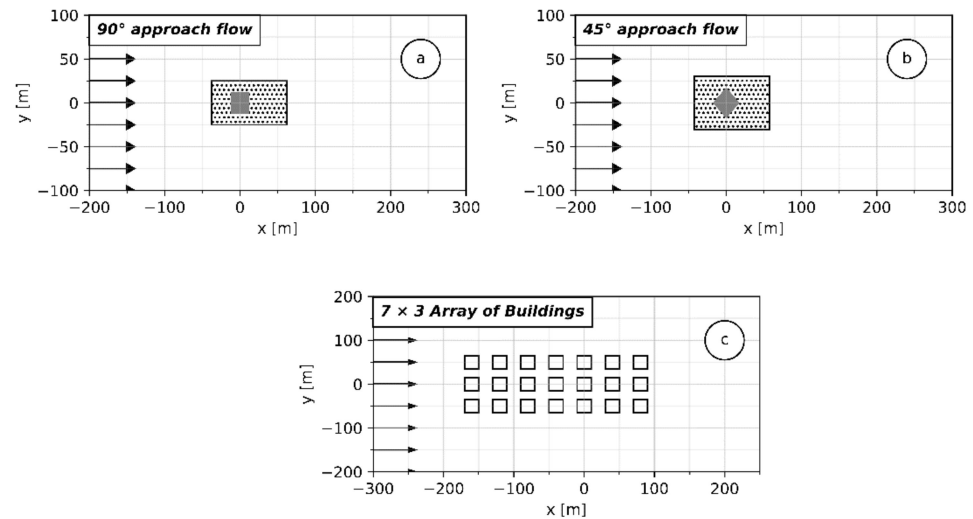 90° approach flow
a
100
50
0
−50
−100
y [m]
−200 −100 0 100 200 300
x [m]
45° approach flow
b
100
50
0
−50
−100
y [m]
−200 −100 0 100 200 300
x [m]
7 × 3 Array of Buildings
c
200
100
0
−100
−200
y [m]
−300 −200 −100 0 100 200
x [m]